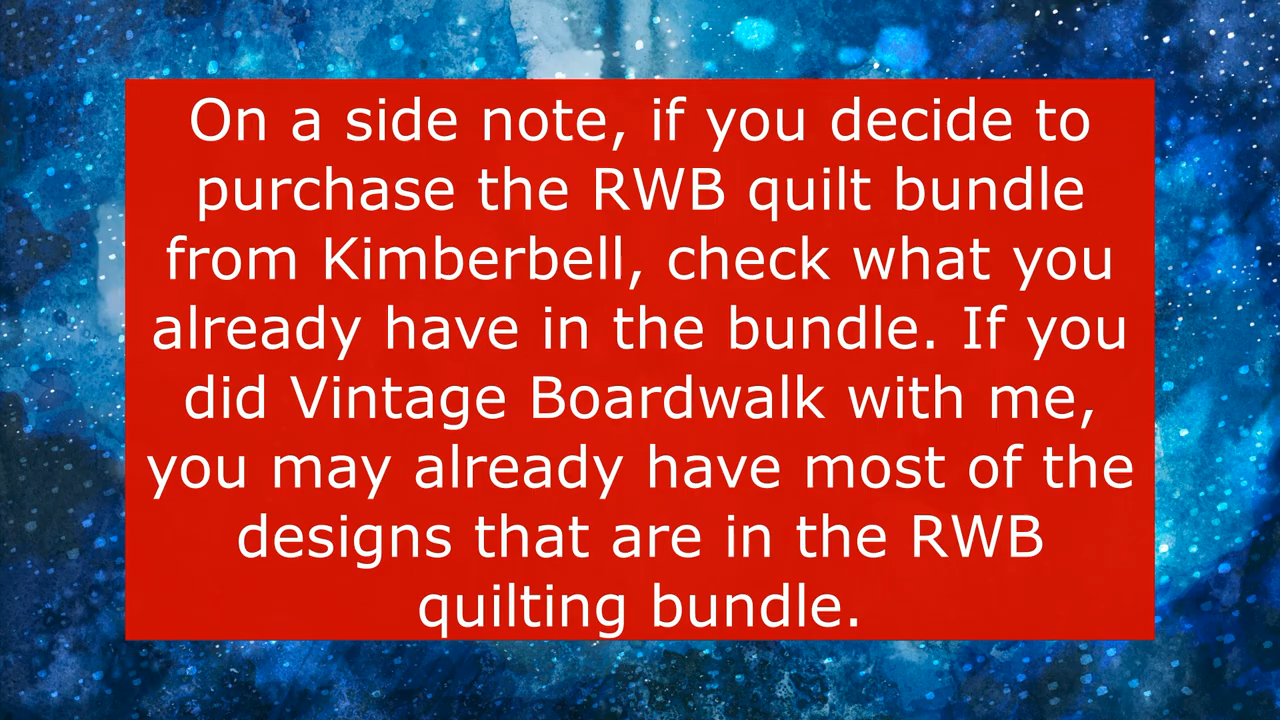 On a side note, if you decide to
purchase the RWB quilt bundle
from Kimberbell, check what you
already have in the bundle. If you
did Vintage Boardwalk with me,
you may already have most of the
designs that are in the RWB
quilting bundle.